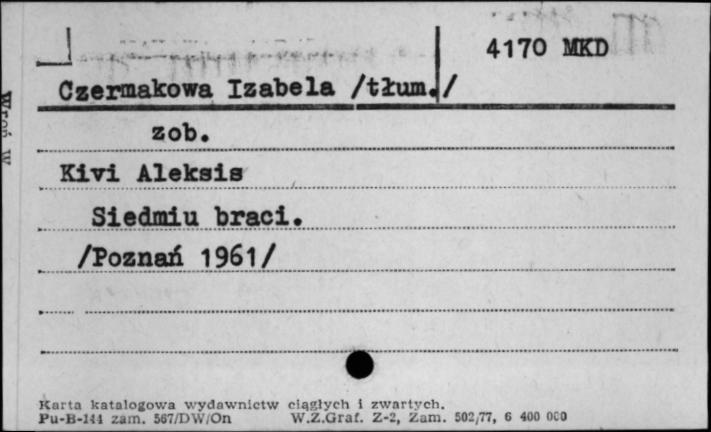 4170 MKD
Czermakowa Izabela /tłum./
zob.
Kivi Aleksis
Siedmiu braci.
/Poznań 1961/
Karta katalogowa wydawnictw ciągłych i zwartych.
Pu-B-144 zam. 567/DW/On W.Z.Graf. Z-2, Zam. 502/77, 6 400 000